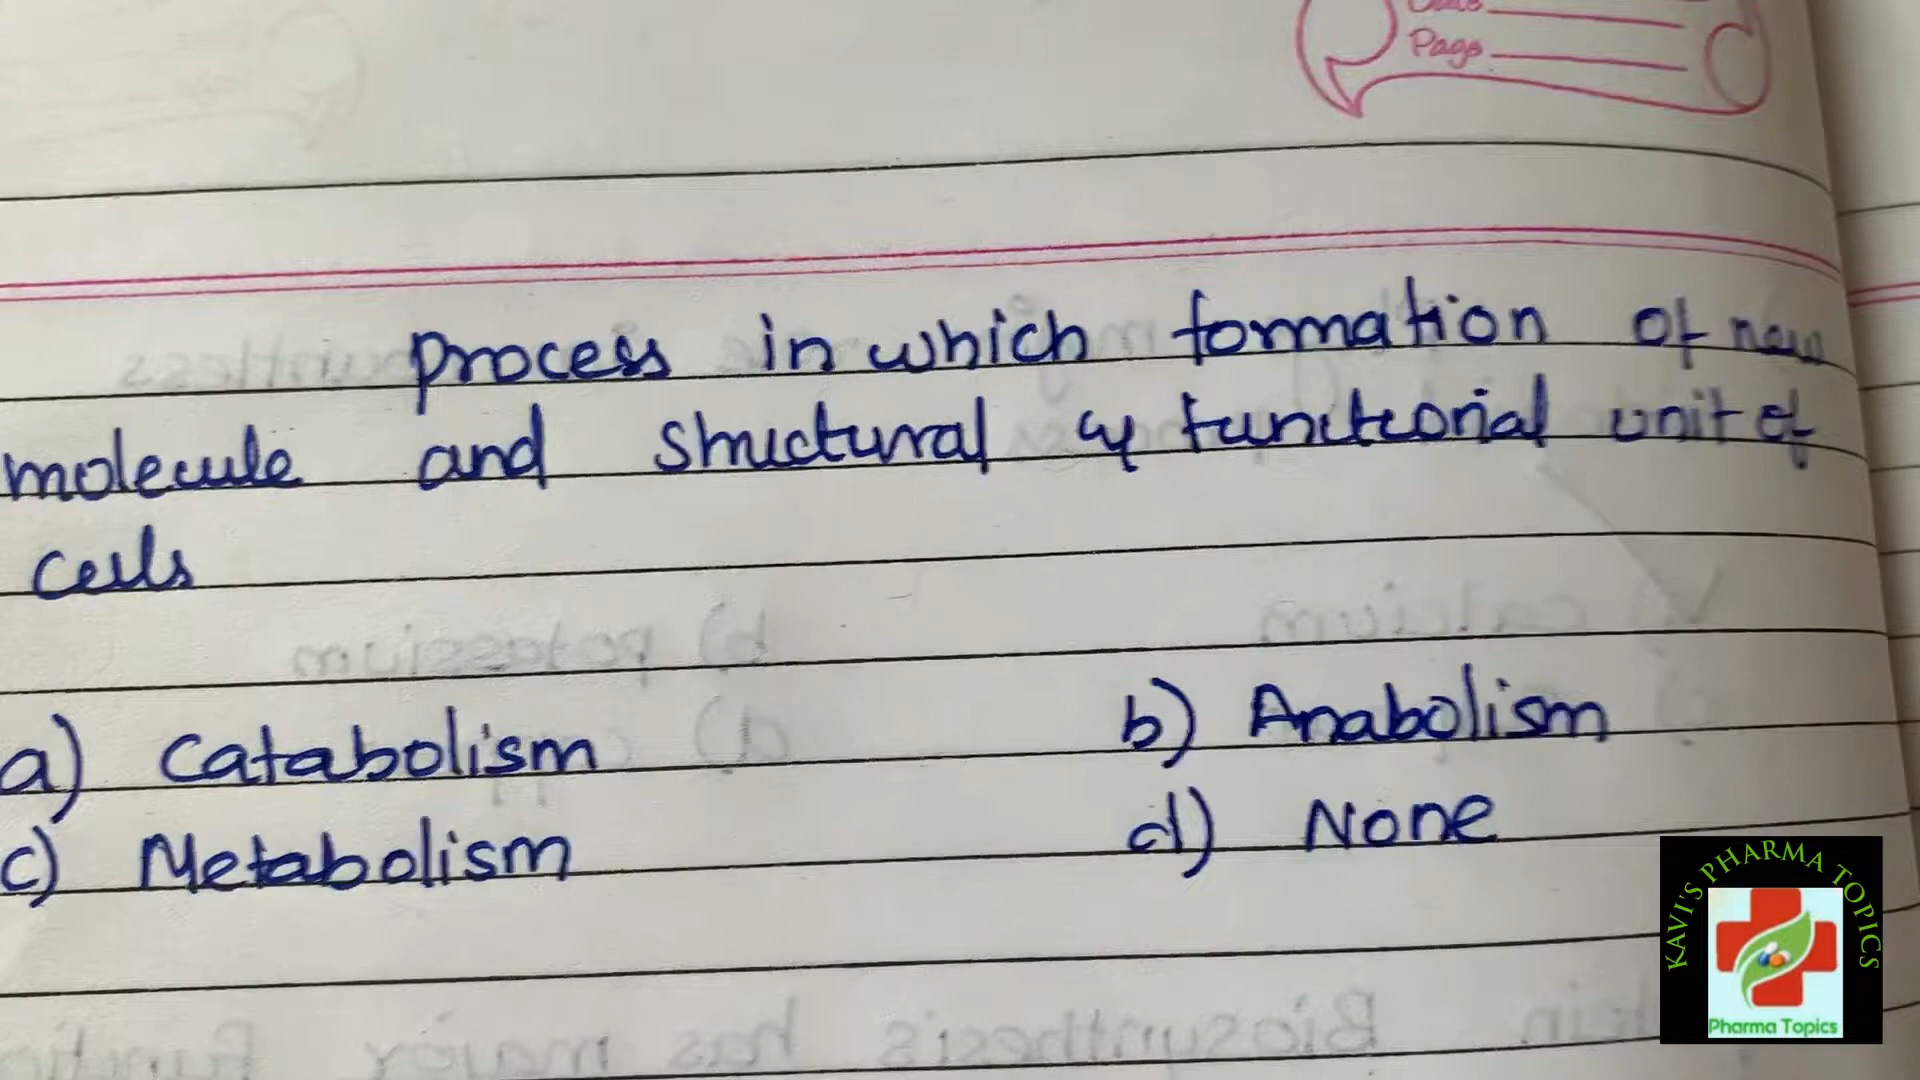 Page
process in which formation of new
molecule and structural & functional unit of
cells
a) Catabolism
b) Anabolism
c) Metabolism
d) None
KAVI'S PHARMA TOPICS
Pharma Topics